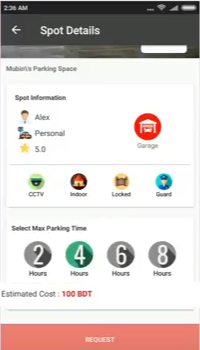 2:36 AM
Spot Details
Mubin\'s Parking Space
Spot Information
Alex
Personal
5.0
Garage
CCTV Indoor Locked Guard
Select Max Parking Time
2 4 6 8
Hours Hours Hours Hours
Estimated Cost : 100 BDT
REQUEST